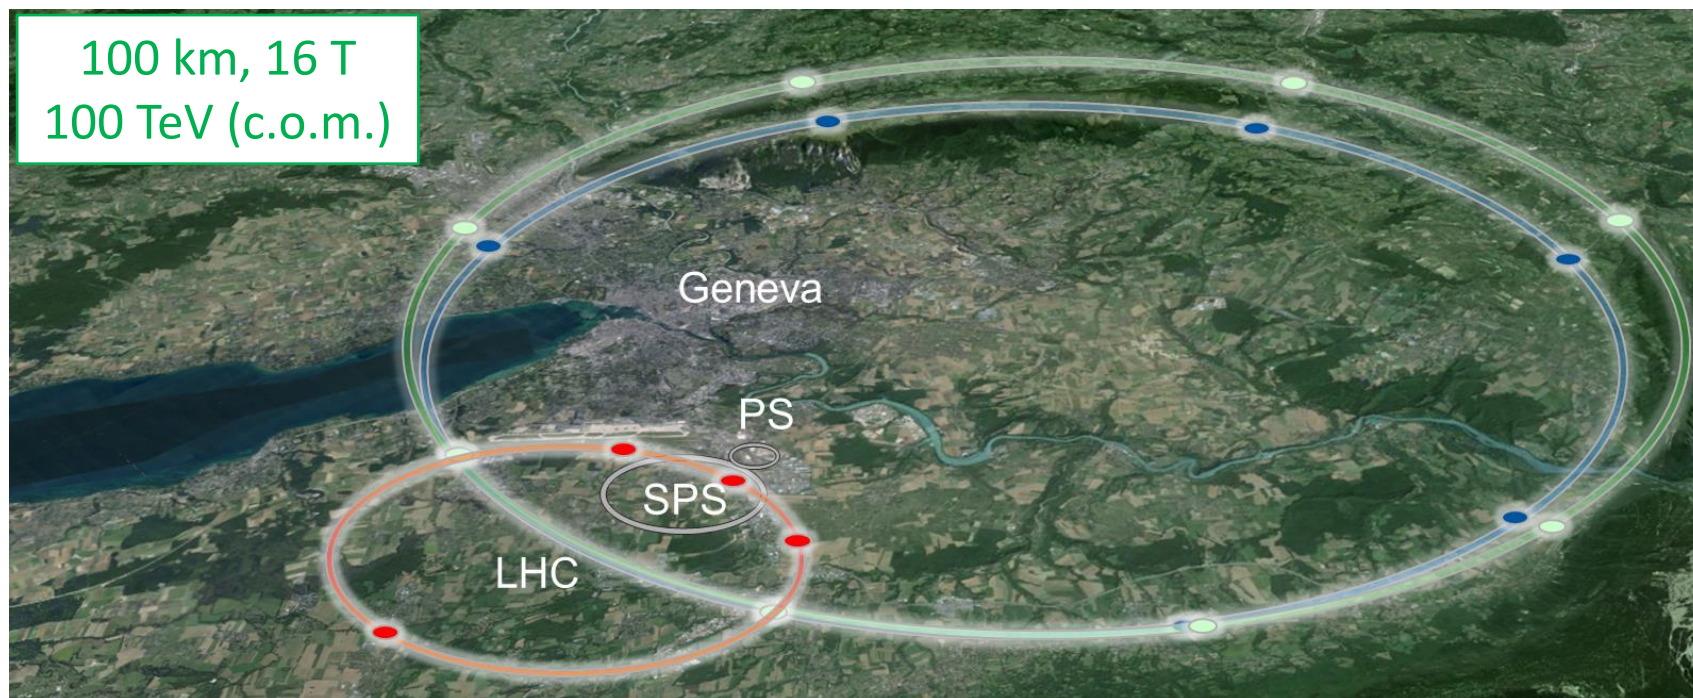 100 km, 16 T
100 TeV (c.o.m.)
Geneva
PS
SPS
LHC